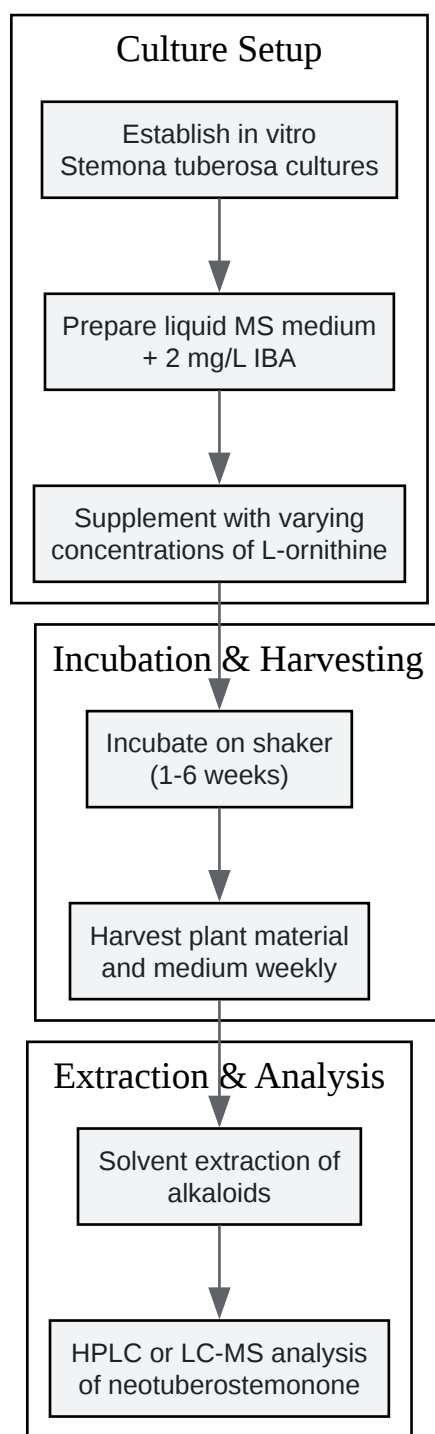 Culture Setup
Establish in vitro
Stemona tuberosa cultures
Prepare liquid MS medium
+ 2 mg/L IBA
Supplement with varying
concentrations of L-ornithine
Incubation & Harvesting
Incubate on shaker
(1-6 weeks)
Harvest plant material
and medium weekly
Extraction & Analysis
Solvent extraction of
alkaloids
HPLC or LC-MS analysis
of neotuberostemonone